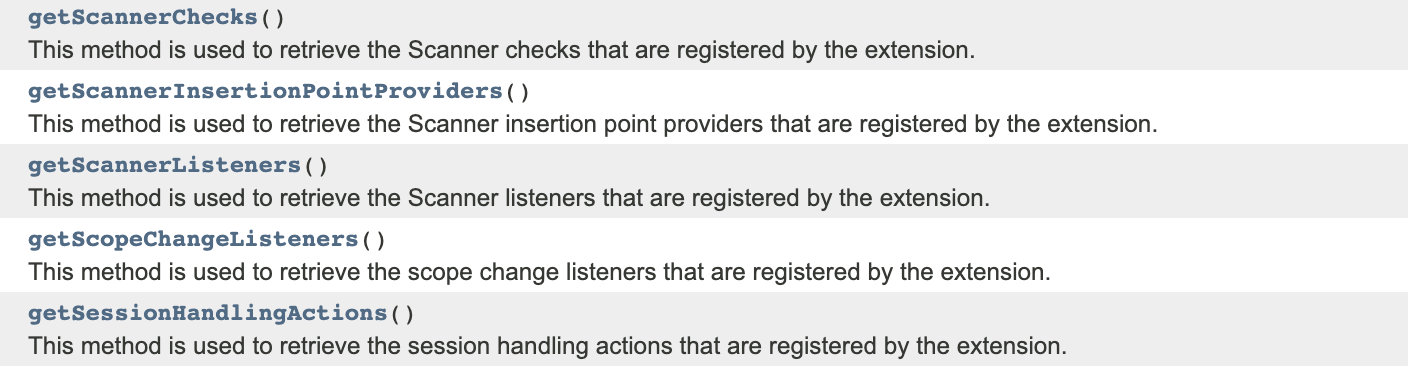 getScannerChecks()
This method is used to retrieve the Scanner checks that are registered by the extension.
getScannerInsertionPointProviders()
This method is used to retrieve the Scanner insertion point providers that are registered by the extension.
getScannerListeners()
This method is used to retrieve the Scanner listeners that are registered by the extension.
getScopeChangeListeners()
This method is used to retrieve the scope change listeners that are registered by the extension.
getSessionHandlingActions()
This method is used to retrieve the session handling actions that are registered by the extension.